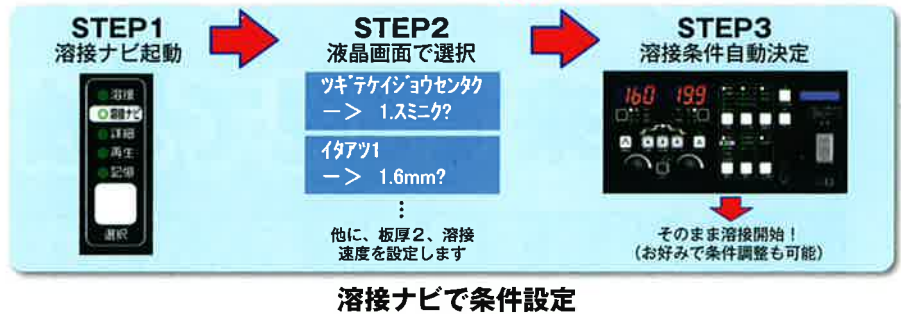 STEP1
溶接ナビ起動
溶接
溶接ナビ
詳細
再生
記憶
選択
STEP2
液晶画面で選択
ツギテケイジョウセンタク
－＞ 1.スミニク?
イタアツ1
－＞ 1.6mm?
⋮
他に、板厚２、溶接
速度を設定します
STEP3
溶接条件自動決定
160 199
そのまま溶接開始！
（お好みで条件調整も可能）
溶接ナビで条件設定